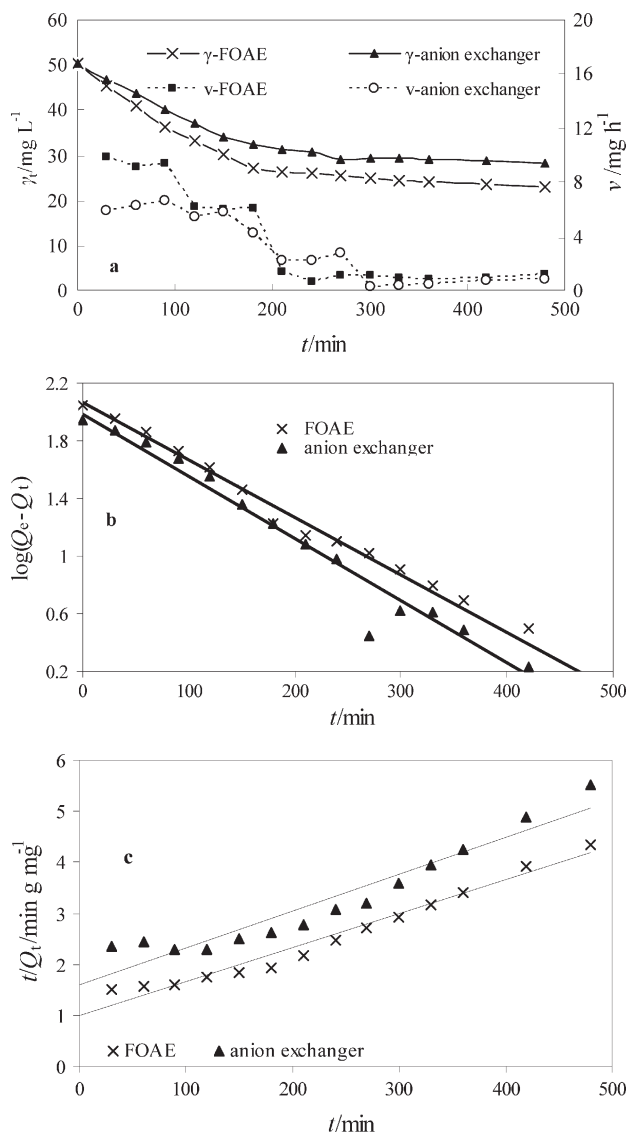 γ-FOAE γ-anion exchanger
v-FOAE v-anion exchanger
60
50
40
30
20
10
0
γt/mg L-1
20
16
12
8
4
0
v /mg h-1
a
0 100 200 300 400 500
t/min
2.2
1.8
1.4
1
0.6
0.2
log(Qe-Qt)
FOAE
anion exchanger
b
0 100 200 300 400 500
t/min
6
5
4
3
2
1
0
t/Qt/min g mg-1
c
FOAE anion exchanger
0 100 200 300 400 500
t/min